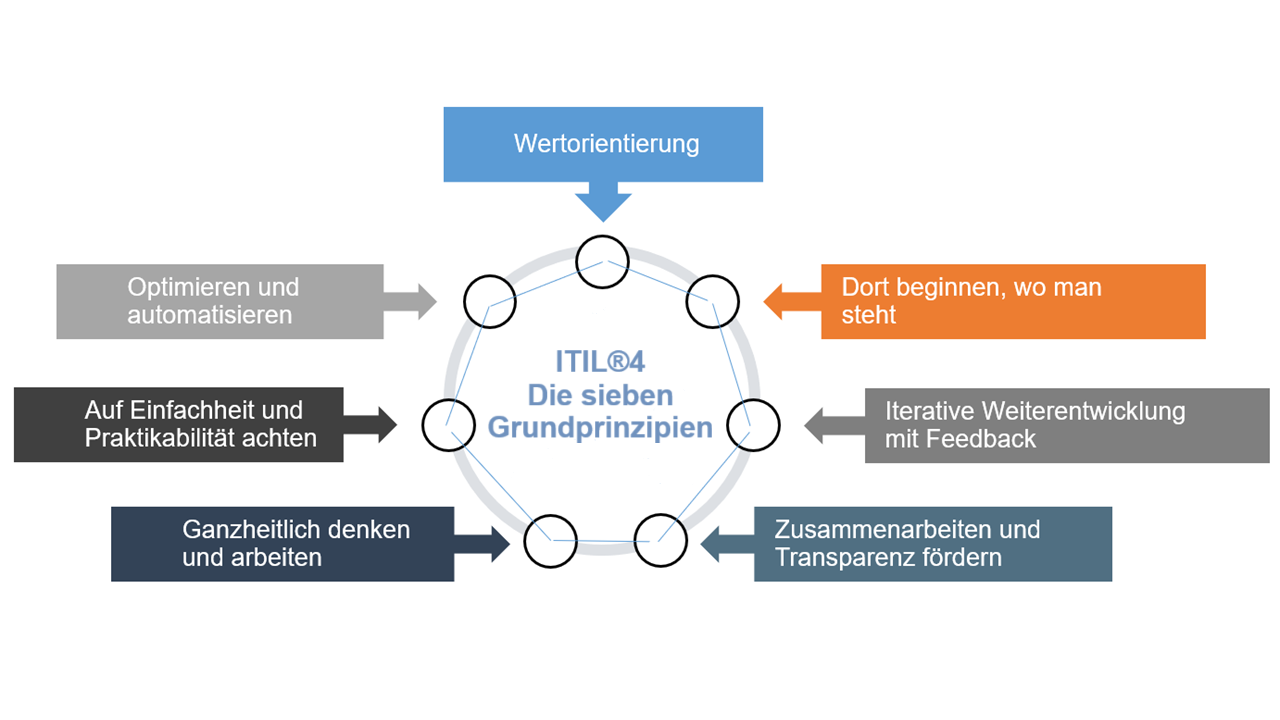 Wertorientierung
Optimieren und
automatisieren
Dort beginnen, wo man
steht
ITIL®4
Die sieben
Grundprinzipien
Auf Einfachheit und
Praktikabilität achten
Iterative Weiterentwicklung
mit Feedback
Ganzheitlich denken
und arbeiten
Zusammenarbeiten und
Transparenz fördern